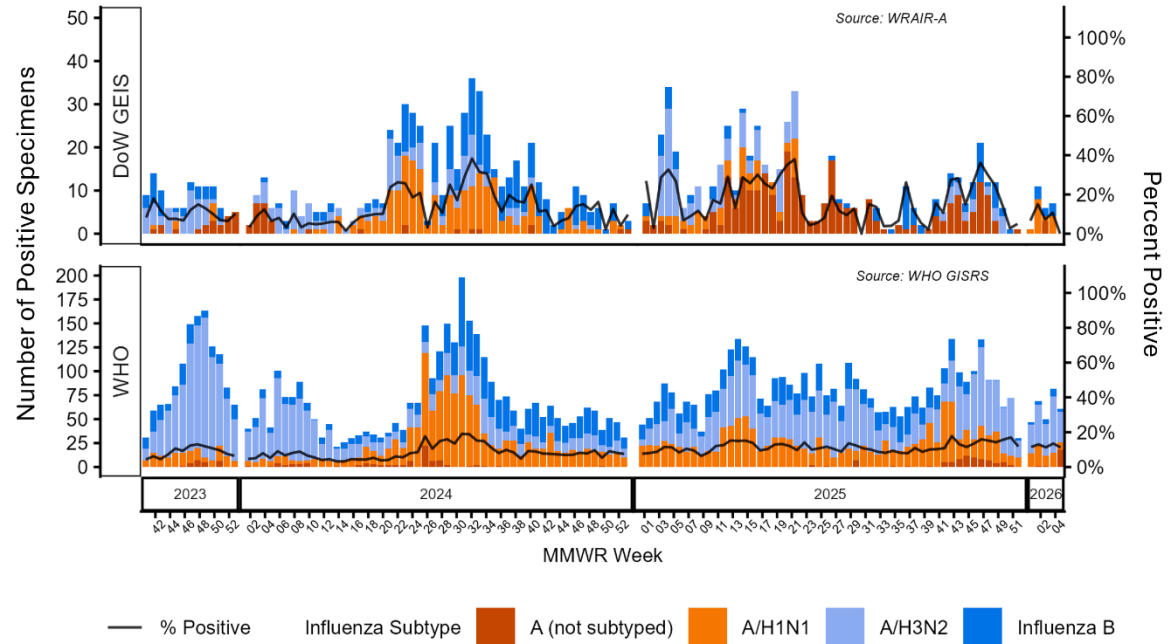 Number of Positive Specimens
Percent Positive
DoW GEIS
Source: WRAIR-A
50
40
30
20
10
0
100%
80%
60%
40%
20%
0%
WHO
Source: WHO GISRS
200
175
150
125
100
75
50
25
0
100%
80%
60%
40%
20%
0%
2023 2024 2025 2026
42 44 46 48 50 52 02 04 06 08 10 12 14 16 18 20 22 24 26 28 30 32 34 36 38 40 42 44 46 48 50 52 01 03 05 07 09 11 13 15 17 19 21 23 25 27 29 31 33 35 37 39 41 43 45 47 49 51 02 04
MMWR Week
% Positive Influenza Subtype A (not subtyped) A/H1N1 A/H3N2 Influenza B